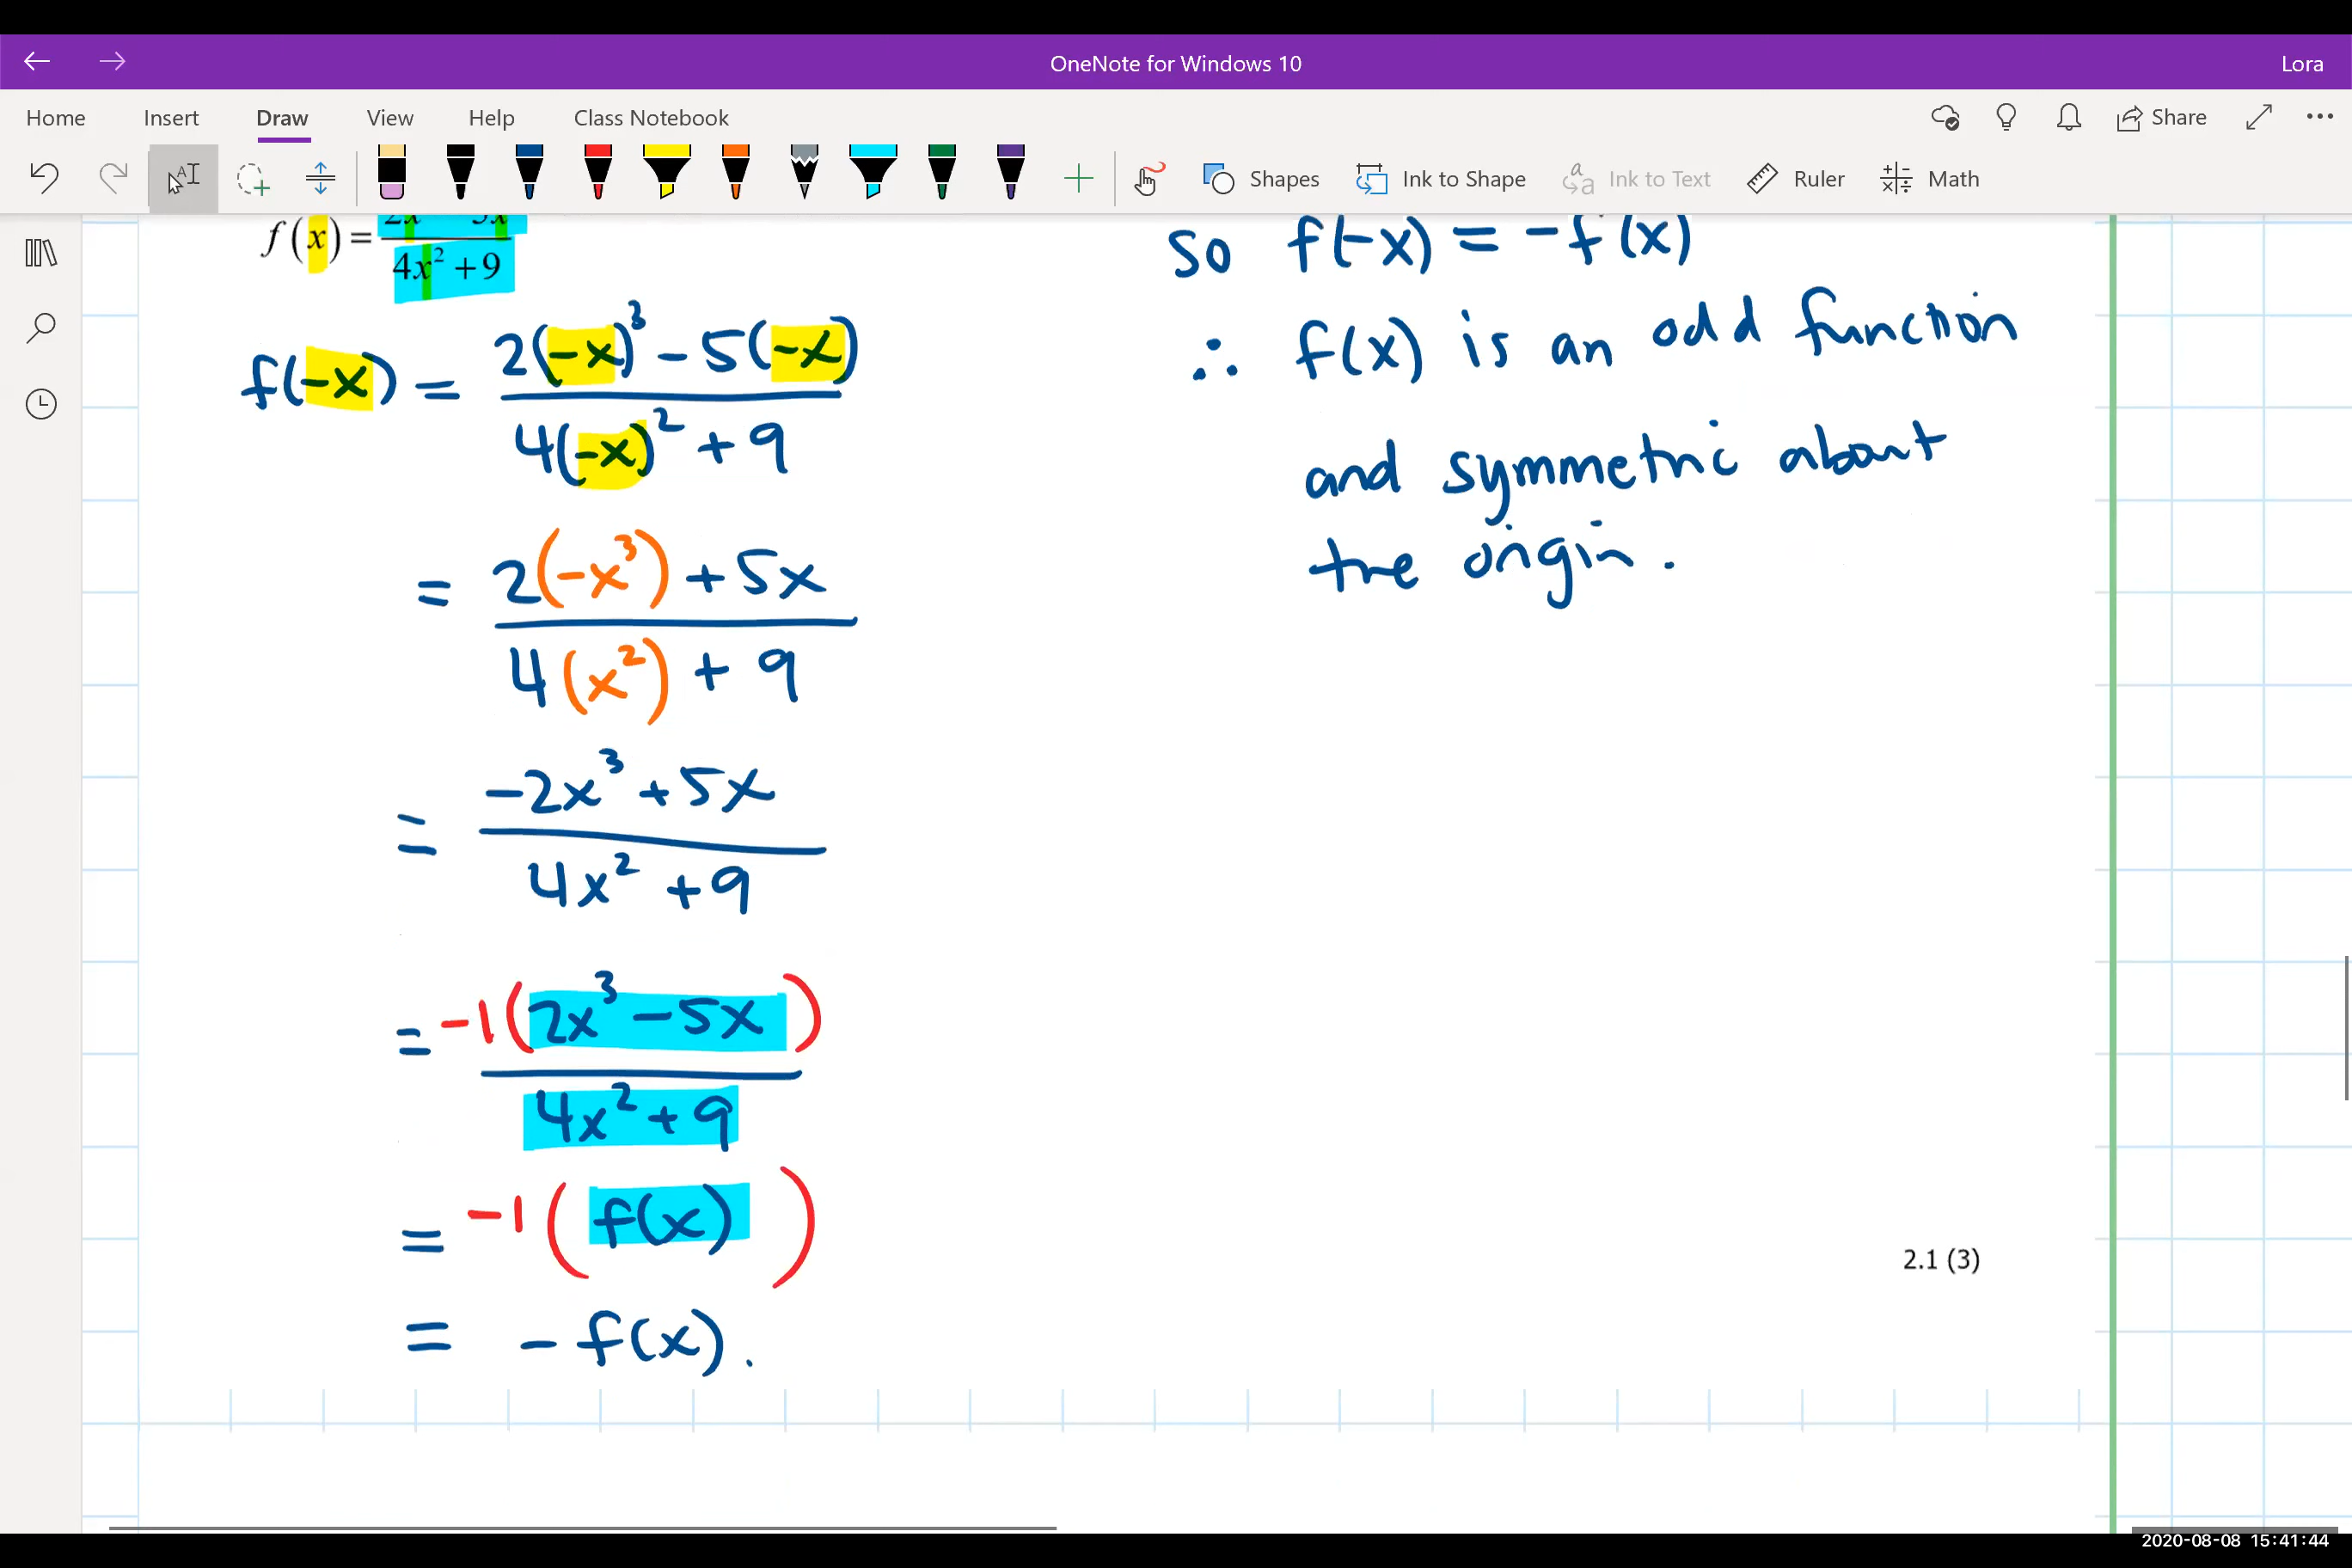 OneNote for Windows 10
Lora
Home Insert Draw View Help Class Notebook Share
Shapes Ink to Shape Ink to Text Ruler Math
f(x) = (2x³ - 5x)/(4x² + 9)
f(-x) = (2(-x)³ - 5(-x))/(4(-x)² + 9)
= (2(-x³) + 5x)/(4(x²) + 9)
= (-2x³ + 5x)/(4x² + 9)
= -1(2x³ - 5x)/(4x² + 9)
= -1(f(x))
= -f(x).
So f(-x) = -f(x)
∴ f(x) is an odd function
and symmetric about
the origin.
2.1 (3)
2020-08-08 15:41:44